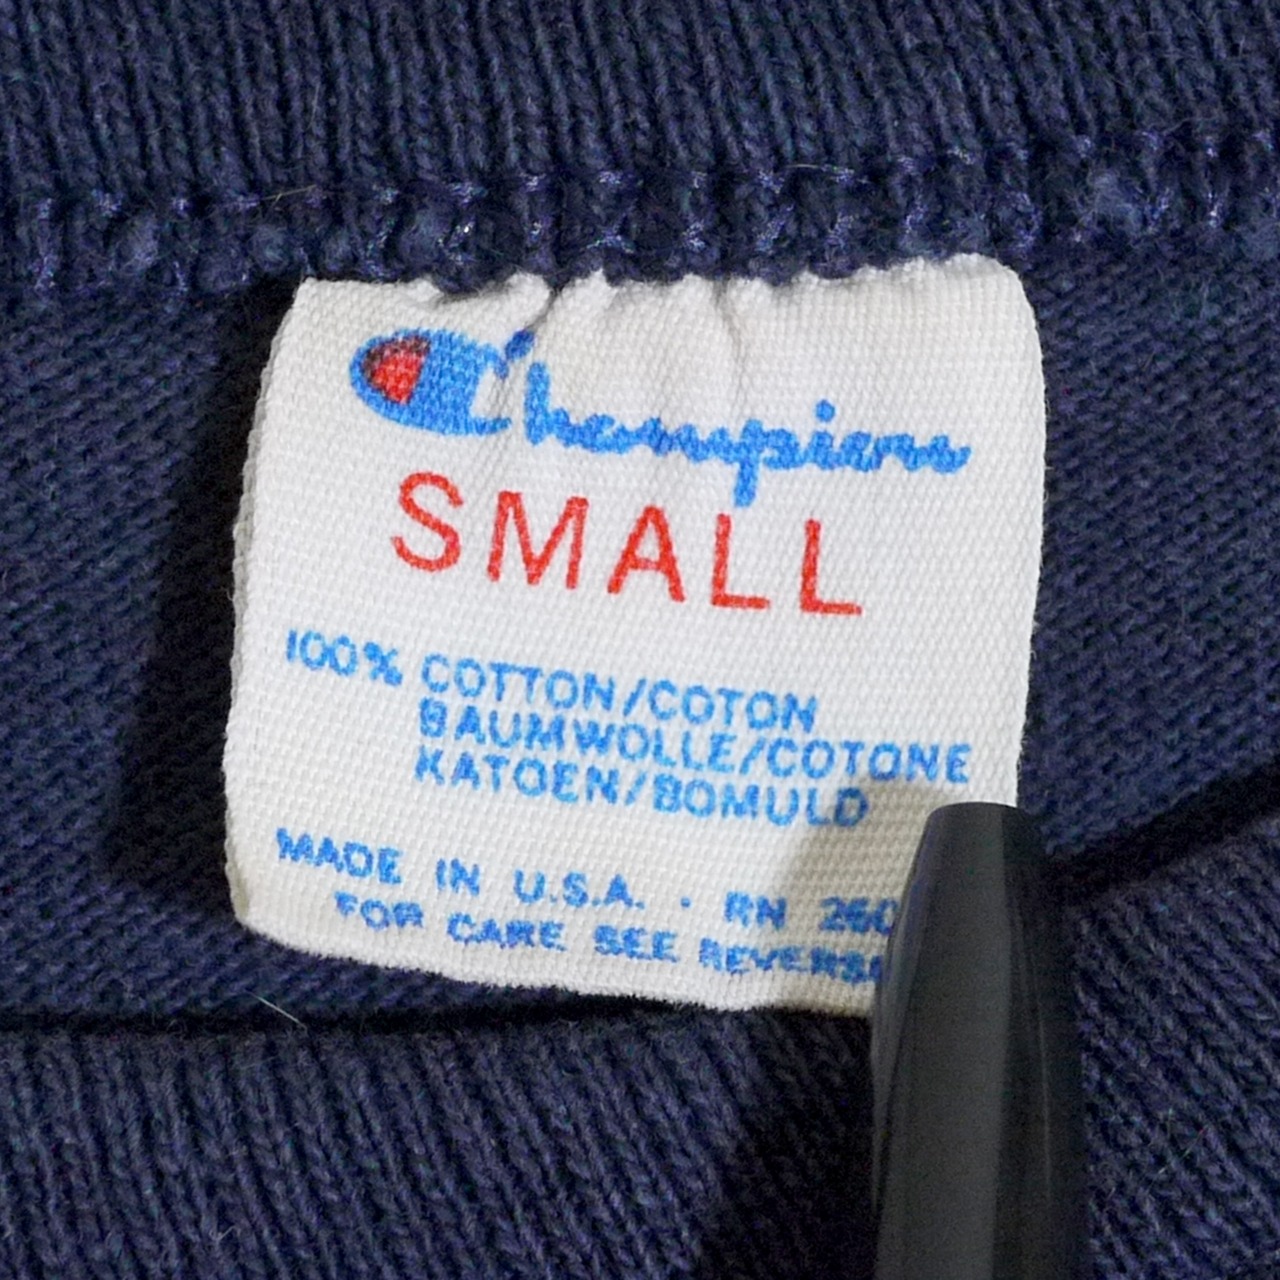 Champion
SMALL
100% COTTON/COTON
BAUMWOLLE/COTONE
KATOEN/BOMULD
MADE IN U.S.A. · RN
FOR CARE SEE